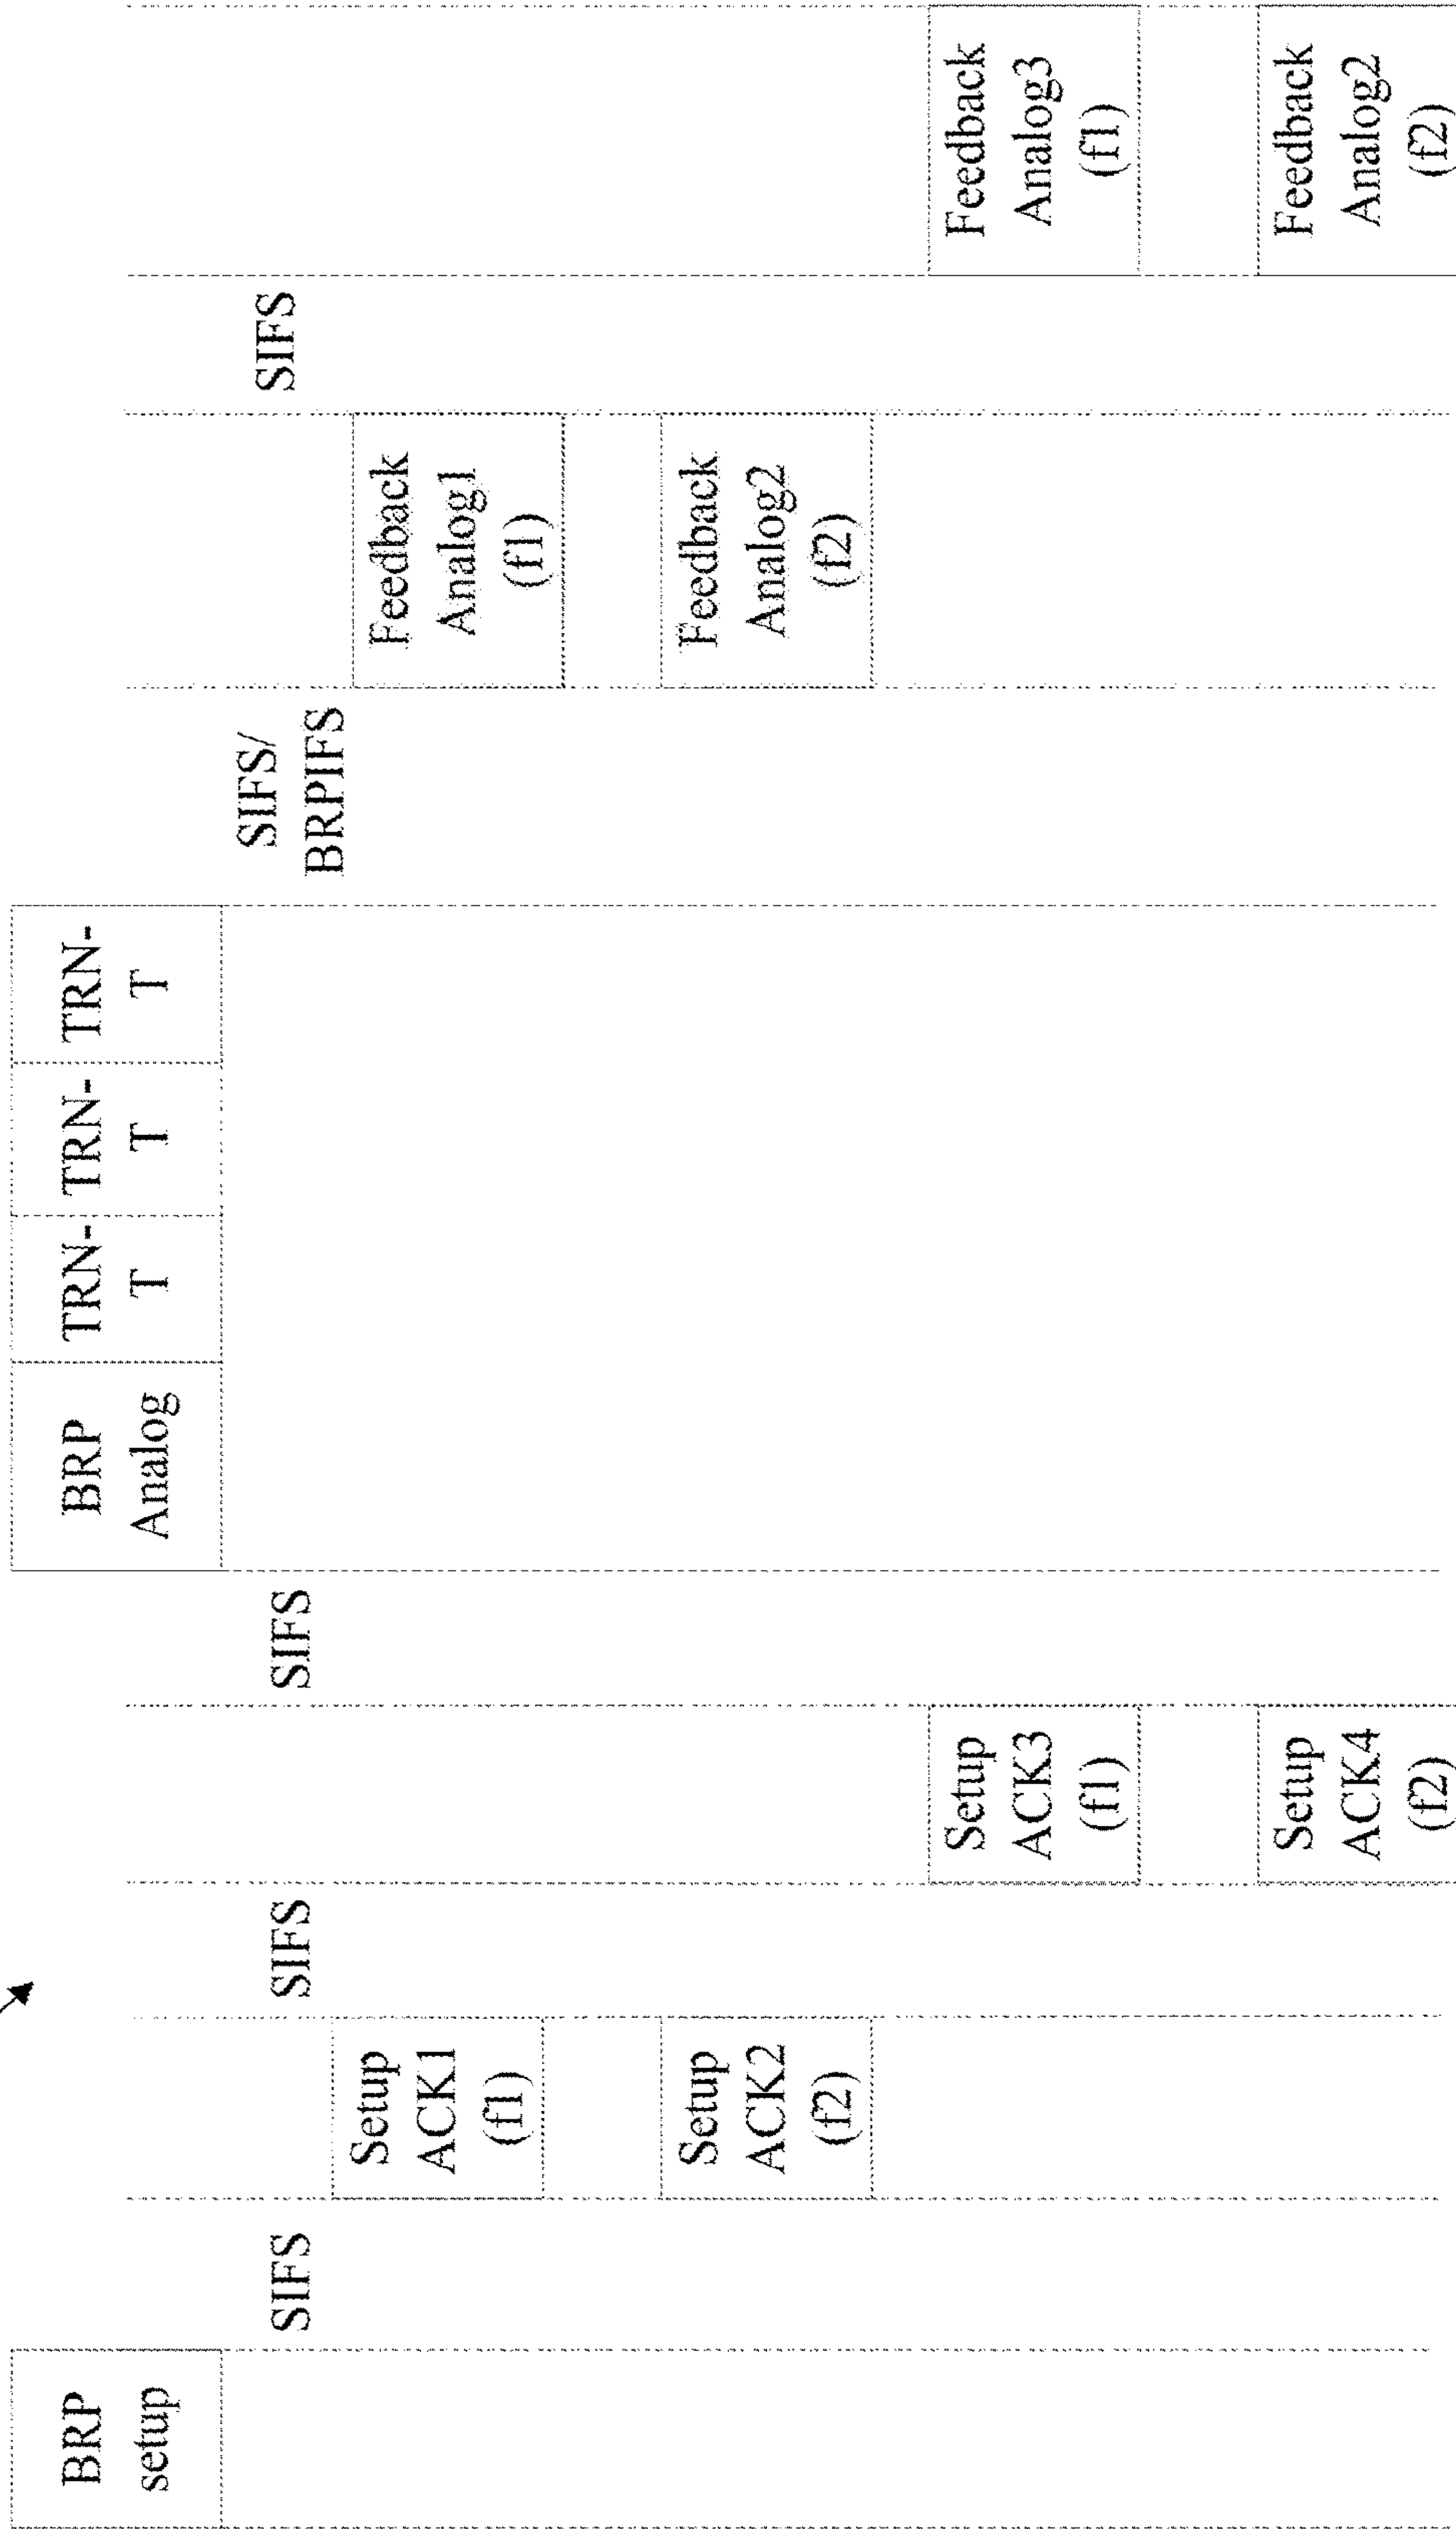 BRP
setup
SIFS
Setup
ACK1
(f1)
Setup
ACK2
(f2)
SIFS
Setup
ACK3
(f1)
Setup
ACK4
(f2)
SIFS
BRP
Analog
TRN-
T
TRN-
T
TRN-
T
SIFS/
BRPIFS
Feedback
Analog1
(f1)
Feedback
Analog2
(f2)
SIFS
Feedback
Analog3
(f1)
Feedback
Analog2
(f2)